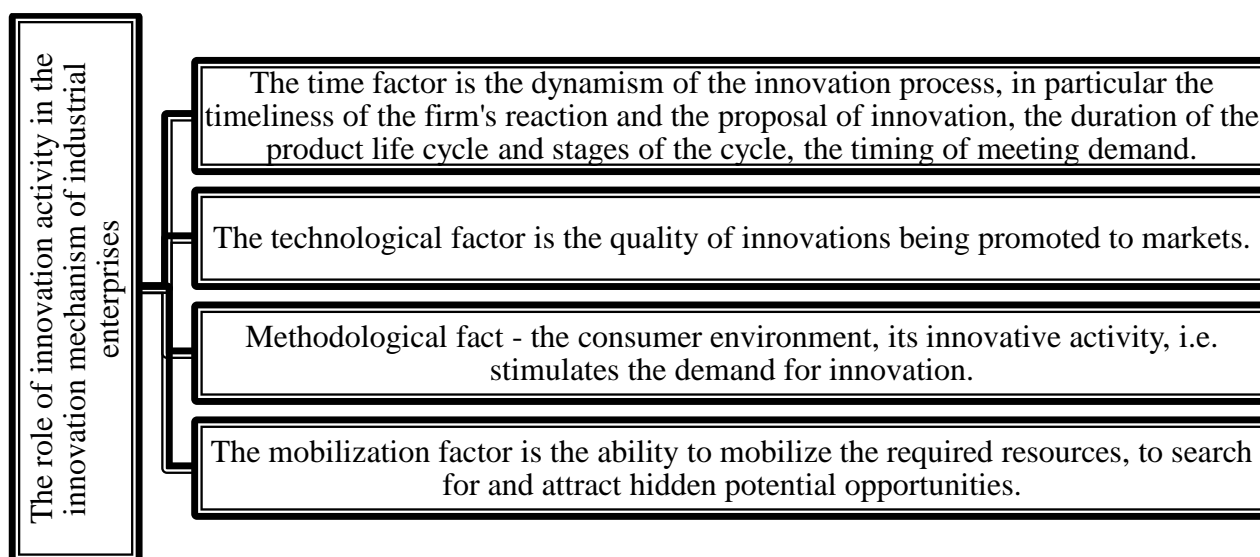 The role of innovation activity in the
innovation mechanism of industrial
enterprises
The time factor is the dynamism of the innovation process, in particular the
timeliness of the firm's reaction and the proposal of innovation, the duration of the
product life cycle and stages of the cycle, the timing of meeting demand.
The technological factor is the quality of innovations being promoted to markets.
Methodological fact - the consumer environment, its innovative activity, i.e.
stimulates the demand for innovation.
The mobilization factor is the ability to mobilize the required resources, to search
for and attract hidden potential opportunities.